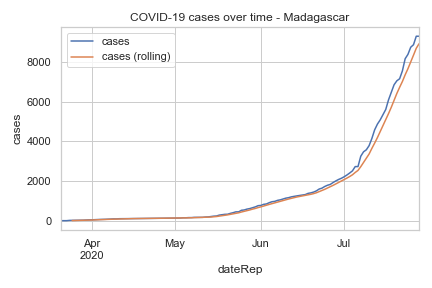 COVID-19 cases over time - Madagascar
cases
cases (rolling)
cases
8000
6000
4000
2000
0
Apr
2020
May
Jun
Jul
dateRep